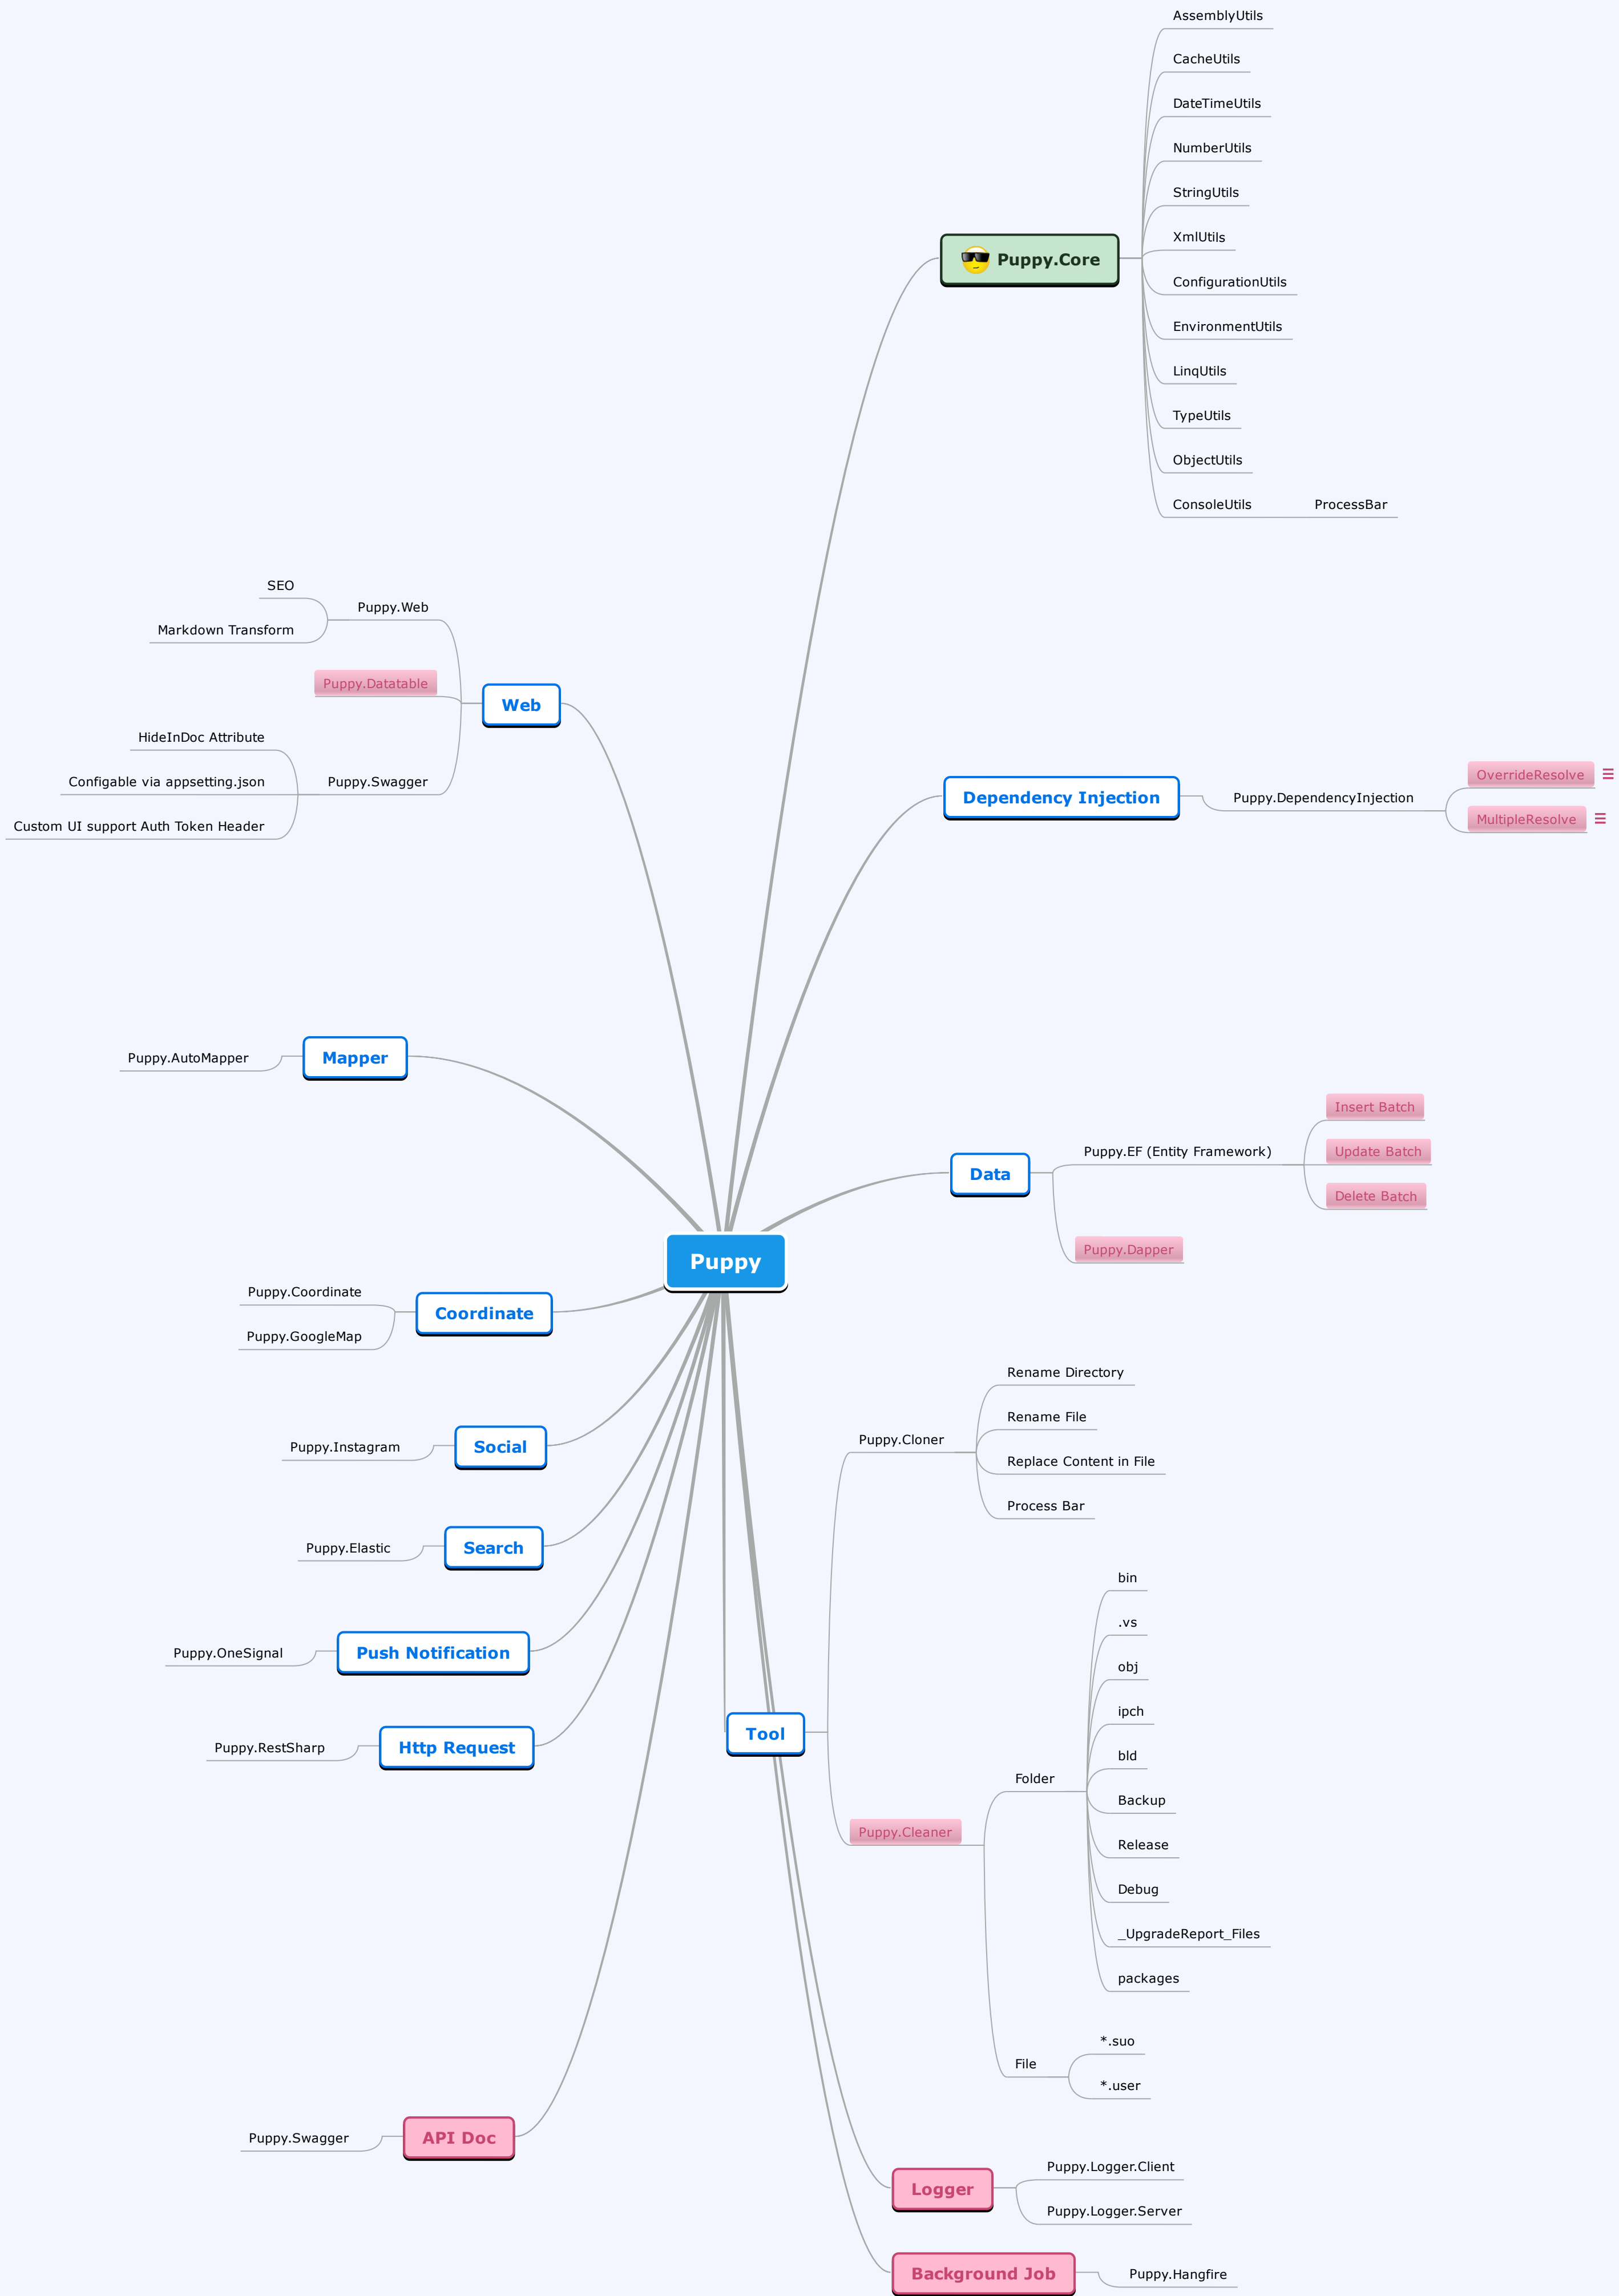 AssemblyUtils
CacheUtils
DateTimeUtils
NumberUtils
StringUtils
XmlUtils
Puppy.Core
ConfigurationUtils
EnvironmentUtils
LinqUtils
TypeUtils
ObjectUtils
ConsoleUtils
ProcessBar
SEO
Markdown Transform
Puppy.Web
Puppy.Datatable
Web
HideInDoc Attribute
Configable via appsetting.json
Custom UI support Auth Token Header
Puppy.Swagger
Dependency Injection
Puppy.DependencyInjection
OverrideResolve
MultipleResolve
Puppy.AutoMapper
Mapper
Data
Puppy.EF (Entity Framework)
Insert Batch
Update Batch
Delete Batch
Puppy.Dapper
Puppy
Puppy.Coordinate
Puppy.GoogleMap
Coordinate
Puppy.Instagram
Social
Puppy.Elastic
Search
Puppy.OneSignal
Push Notification
Puppy.RestSharp
Http Request
Tool
Puppy.Cloner
Rename Directory
Rename File
Replace Content in File
Process Bar
Puppy.Cleaner
Folder
bin
.vs
obj
ipch
bld
Backup
Release
Debug
_UpgradeReport_Files
packages
File
*.suo
*.user
Puppy.Swagger
API Doc
Logger
Puppy.Logger.Client
Puppy.Logger.Server
Background Job
Puppy.Hangfire